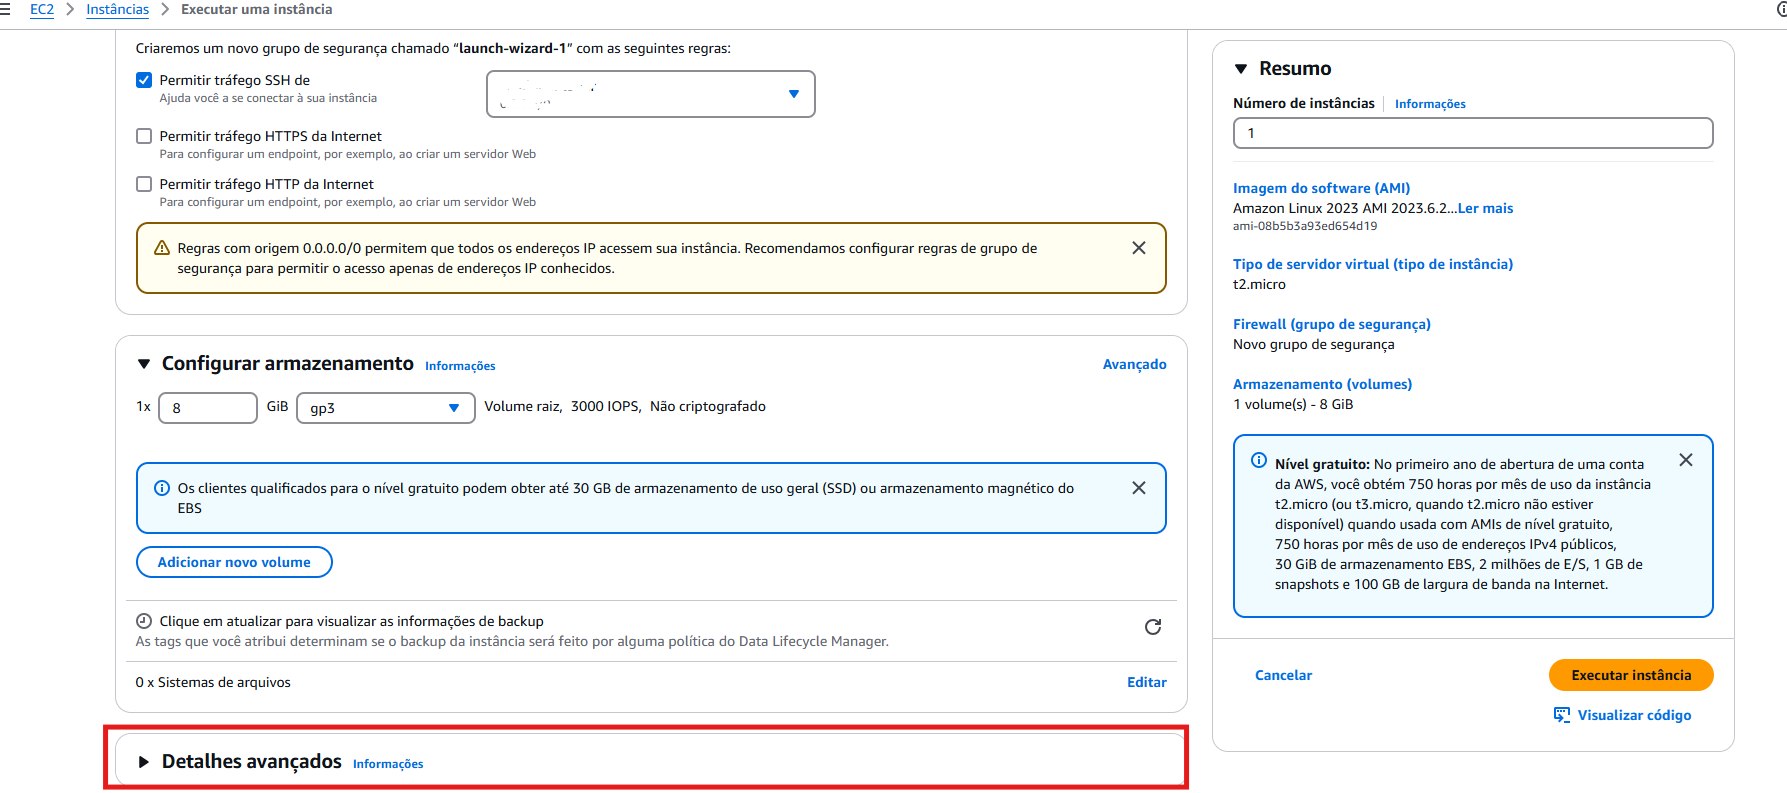 EC2 > Instâncias > Executar uma instância
Criaremos um novo grupo de segurança chamado “launch-wizard-1” com as seguintes regras:
Permitir tráfego SSH de
Ajuda você a se conectar à sua instância
Permitir tráfego HTTPS da Internet
Para configurar um endpoint, por exemplo, ao criar um servidor Web
Permitir tráfego HTTP da Internet
Para configurar um endpoint, por exemplo, ao criar um servidor Web
Regras com origem 0.0.0.0/0 permitem que todos os endereços IP acessem sua instância. Recomendamos configurar regras de grupo de
segurança para permitir o acesso apenas de endereços IP conhecidos.
Configurar armazenamento Informações Avançado
1x 8 GiB gp3 Volume raiz, 3000 IOPS, Não criptografado
Os clientes qualificados para o nível gratuito podem obter até 30 GB de armazenamento de uso geral (SSD) ou armazenamento magnético do
EBS
Adicionar novo volume
Clique em atualizar para visualizar as informações de backup
As tags que você atribui determinam se o backup da instância será feito por alguma política do Data Lifecycle Manager.
0 x Sistemas de arquivos Editar
Detalhes avançados Informações
Resumo
Número de instâncias Informações
1
Imagem do software (AMI)
Amazon Linux 2023 AMI 2023.6.2...Ler mais
ami-08b5b3a93ed654d19
Tipo de servidor virtual (tipo de instância)
t2.micro
Firewall (grupo de segurança)
Novo grupo de segurança
Armazenamento (volumes)
1 volume(s) - 8 GiB
Nível gratuito: No primeiro ano de abertura de uma conta
da AWS, você obtém 750 horas por mês de uso da instância
t2.micro (ou t3.micro, quando t2.micro não estiver
disponível) quando usada com AMIs de nível gratuito,
750 horas por mês de uso de endereços IPv4 públicos,
30 GiB de armazenamento EBS, 2 milhões de E/S, 1 GB de
snapshots e 100 GB de largura de banda na Internet.
Cancelar Executar instância
Visualizar código